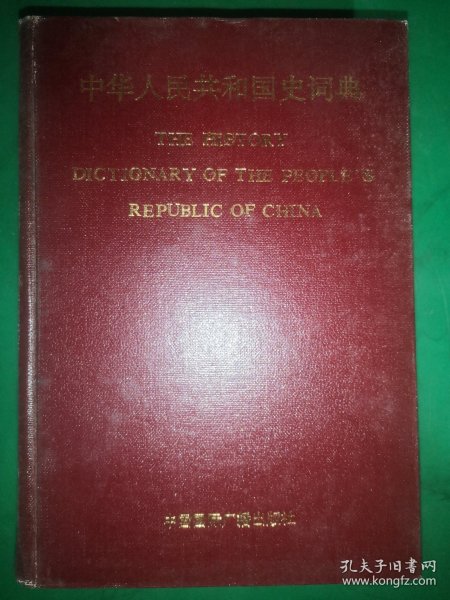 中华人民共和国史词典
THE HISTORY
DICTIONARY OF THE PEOPLE'S
REPUBLIC OF CHINA
中国国际广播出版社
孔夫子旧书网
www.kongfz.com